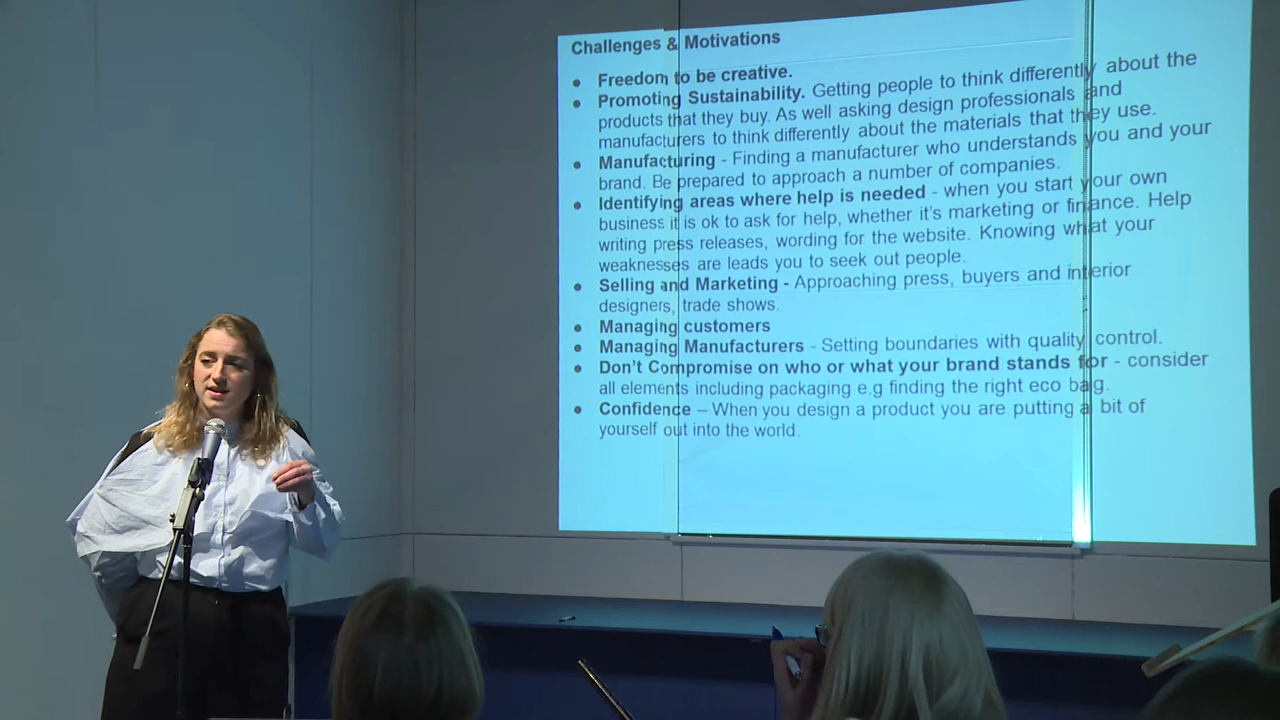 Challenges & Motivations
• Freedom to be creative.
• Promoting Sustainability. Getting people to think differently about the
products that they buy. As well asking design professionals and
manufacturers to think differently about the materials that they use.
• Manufacturing - Finding a manufacturer who understands you and your
brand. Be prepared to approach a number of companies.
• Identifying areas where help is needed - when you start your own
business it is ok to ask for help, whether it's marketing or finance. Help
writing press releases, wording for the website. Knowing what your
weaknesses are leads you to seek out people.
• Selling and Marketing - Approaching press, buyers and interior
designers, trade shows.
• Managing customers
• Managing Manufacturers - Setting boundaries with quality control.
• Don't Compromise on who or what your brand stands for - consider
all elements including packaging e.g finding the right eco bag.
• Confidence – When you design a product you are putting a bit of
yourself out into the world.